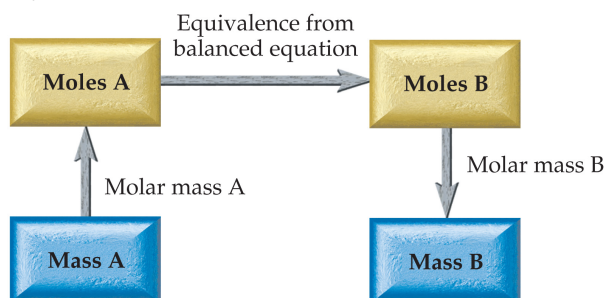 Equivalence from
balanced equation
Moles A
Moles B
Molar mass A
Molar mass B
Mass A
Mass B